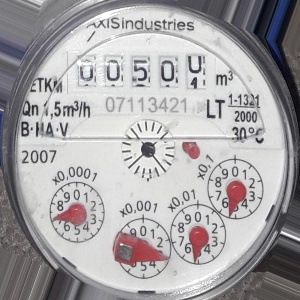 AXISindustries
ETKM
00500 m³
Qn 1,5m³/h
07113421
LT 1-1321
2000
B-HA·V
30°C
2007
x0,0001
x0,001
x0,01
x0,1